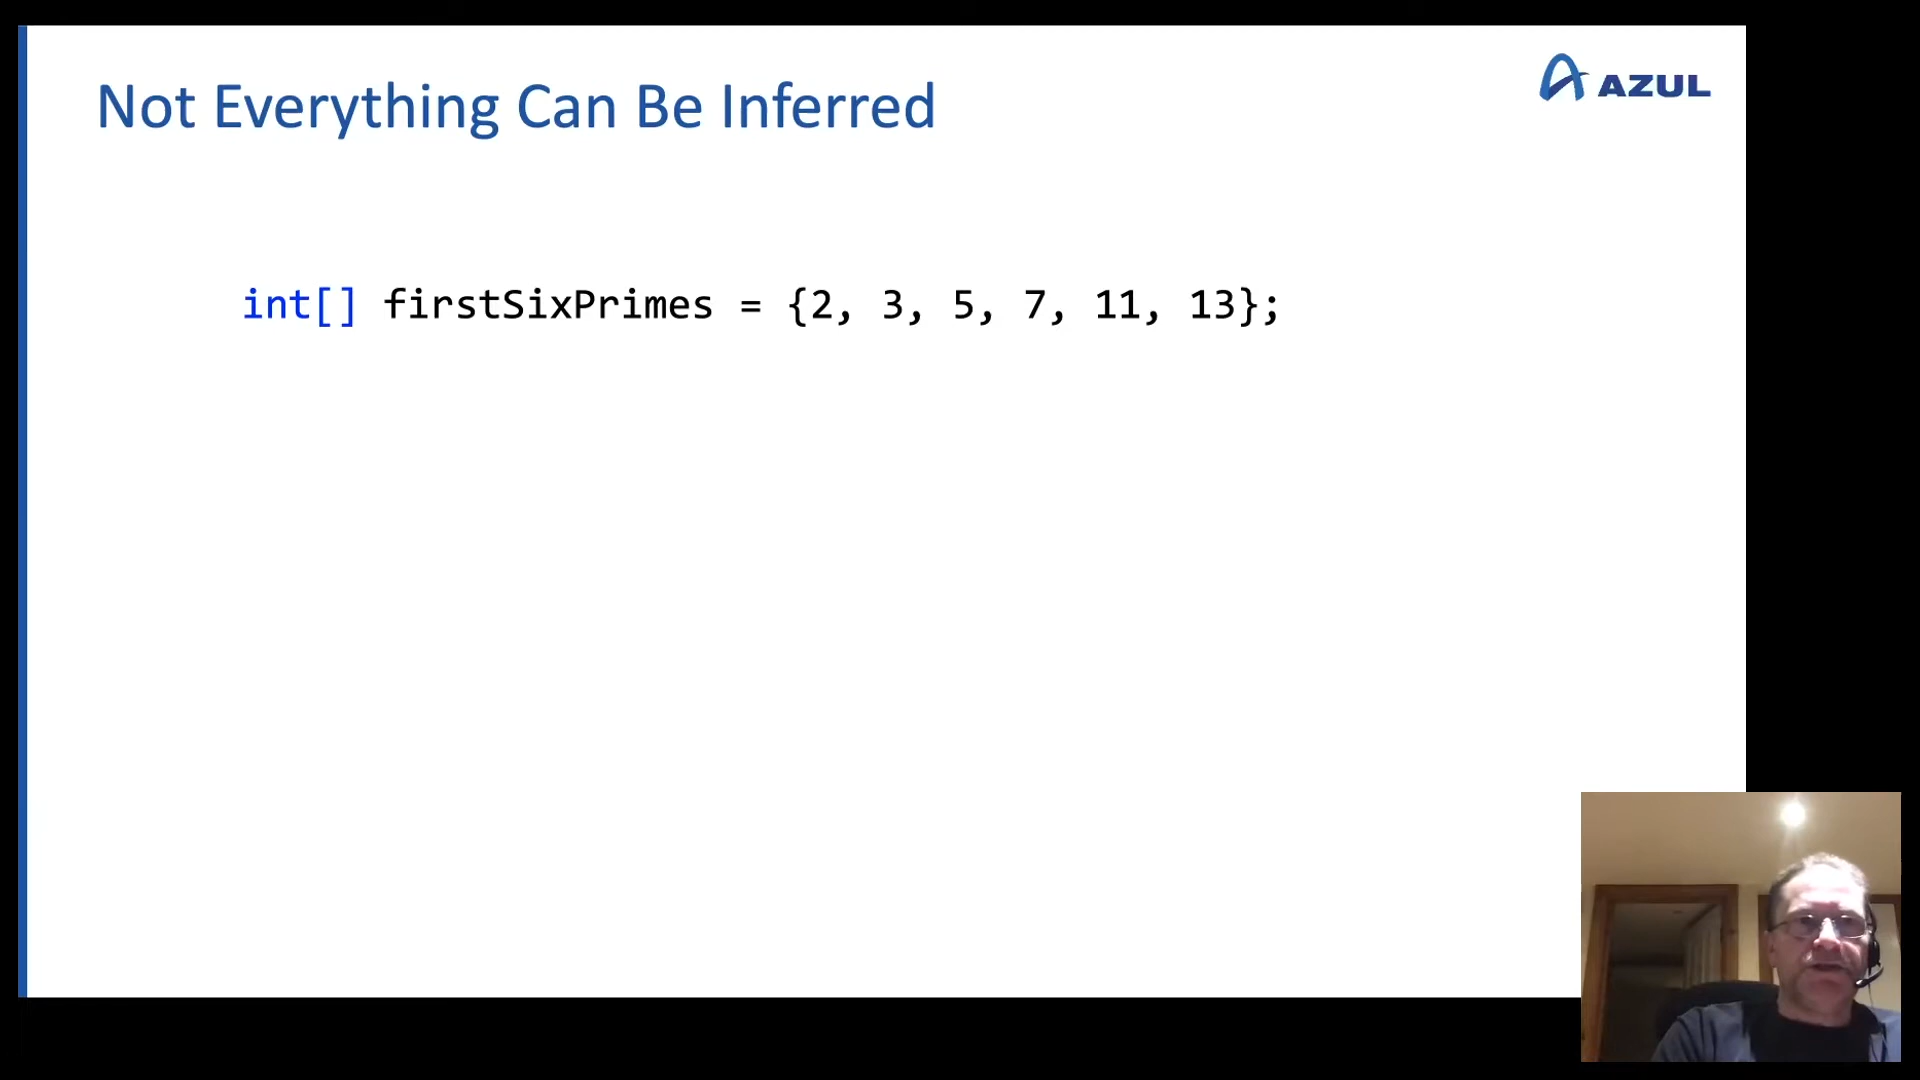 Not Everything Can Be Inferred
AZUL
int[] firstSixPrimes = {2, 3, 5, 7, 11, 13};